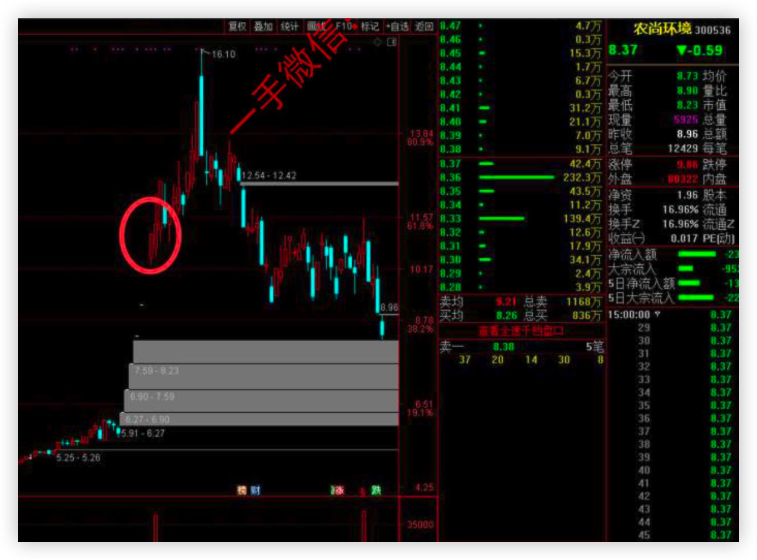 复权 叠加 统计 画线 F10 标记 +自选 返回
一手微信
16.10
12.54 - 12.42
8.96
7.59 - 8.23
6.90 - 7.59
6.27 - 6.90
5.91 - 6.27
5.25 - 5.26
榜 财 涨 跌
13.84
60.9%
11.57
61.8%
10.17
8.78
38.2%
6.51
19.1%
4.25
25000
8.47 4.7万
8.46 0.3万
8.45 15.3万
8.44 1.7万
8.43 6.7万
8.42 0.3万
8.41 31.2万
8.40 21.1万
8.39 7.0万
8.38 9.1万
8.37 42.4万
8.36 232.3万
8.35 43.5万
8.34 11.2万
8.33 139.4万
8.32 12.6万
8.31 17.9万
8.30 34.1万
8.29 2.4万
8.28 3.9万
卖均 9.21 总卖 1168万
买均 8.26 总买 836万
查看全速千档盘口
卖一 8.38 5笔
37 20 14 30 8
农尚环境 300536
8.37 ▼-0.59
今开 8.73 均价
最高 8.90 量比
最低 8.23 市值
现量 5925 总量
昨收 8.96 总额
总笔 12429 每笔
涨停 9.86 跌停
外盘 内盘
净资 1.96 股本
换手 16.96% 流通
换手Z 16.96% 流通Z
收益(一) 0.017 PE(动)
净流入额 -23
大宗流入 -95
5日净流入额 -13
5日大宗流入 -22
15:00:00 8.37
29 8.37
30 8.37
31 8.37
32 8.37
33 8.37
34 8.37
35 8.37
36 8.37
37 8.37
38 8.37
39 8.37
40 8.37
41 8.37
42 8.37
43 8.37
44 8.37
45 8.37